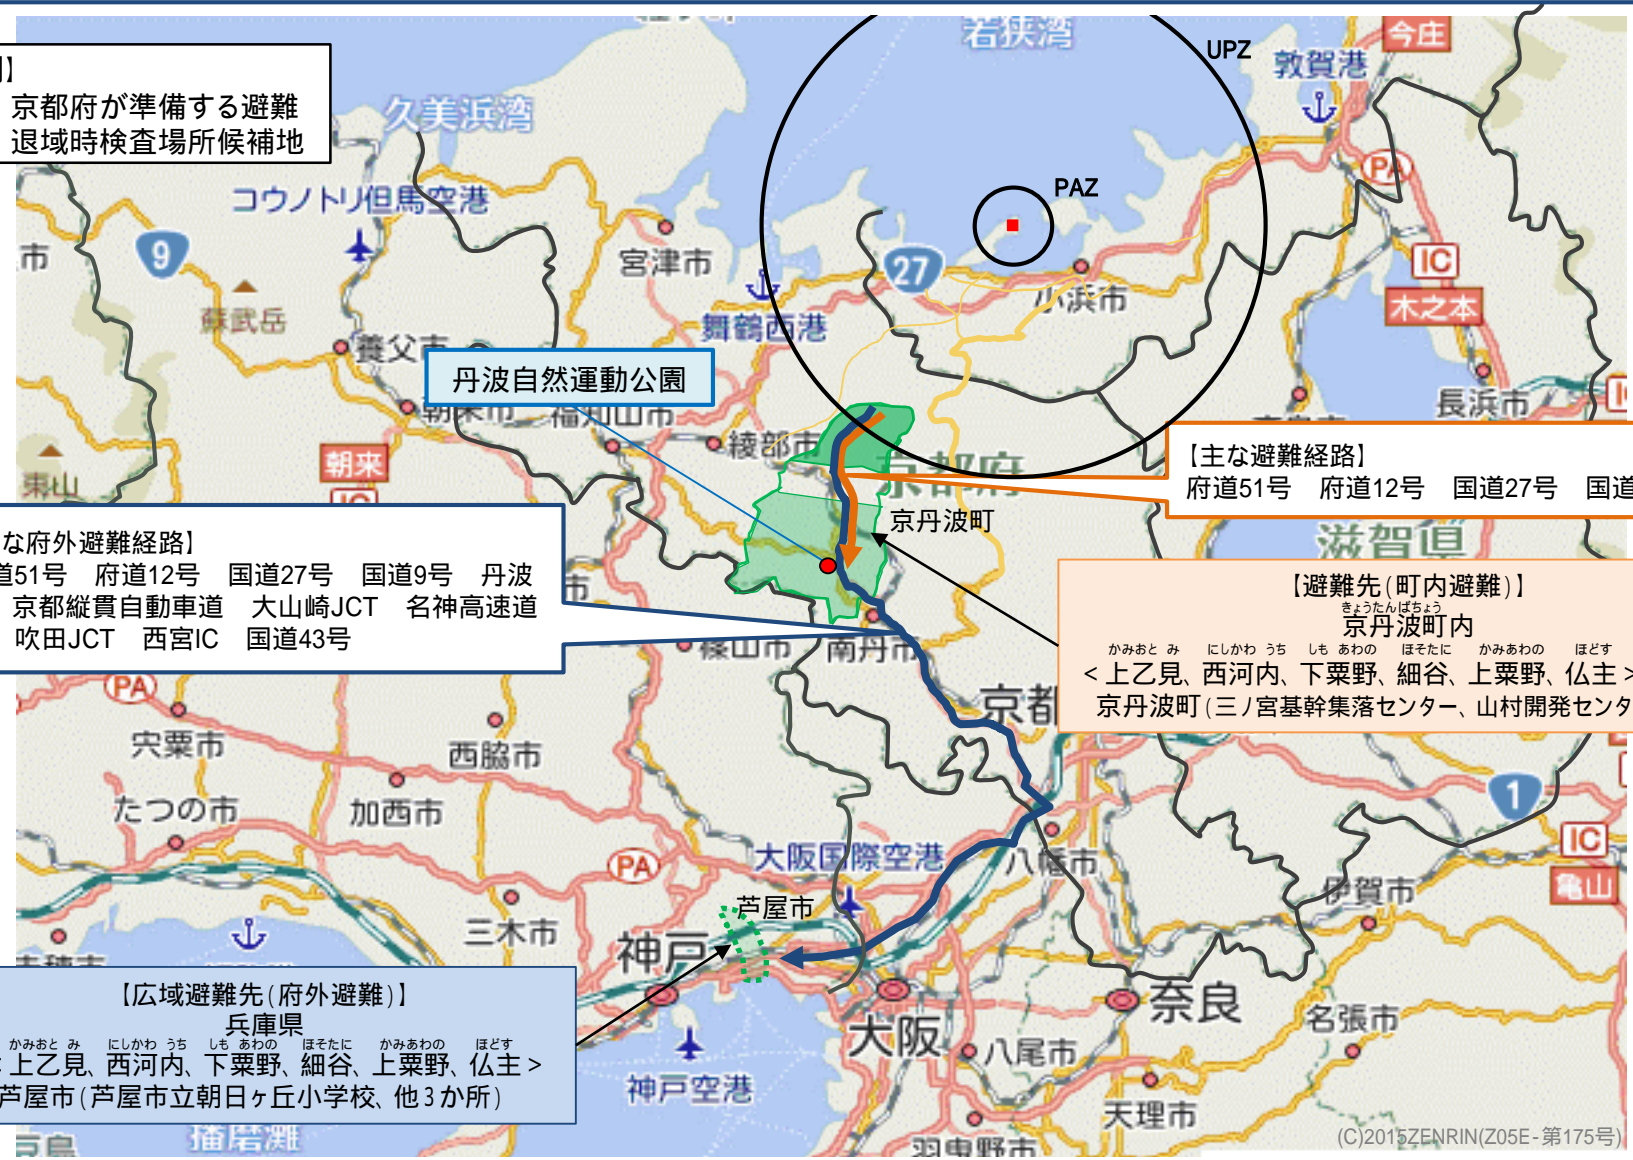 若狭湾
UPZ
今庄
敦賀港
京都府が準備する避難
退域時検査場所候補地
久美浜湾
PA
PAZ
コウノトリ但馬空港
市
9
宮津市
27
IC
小浜市
木之本
蘇武岳
舞鶴西港
養父市
丹波自然運動公園
朝来市
福知山市
長浜市
綾部市
【主な避難経路】
府道51号 府道12号 国道27号 国道
朝来
IC
東山
京都府
京丹波町
滋賀県
な府外避難経路】
道51号 府道12号 国道27号 国道9号 丹波
京都縦貫自動車道 大山崎JCT 名神高速道
吹田JCT 西宮IC 国道43号
市
【避難先(町内避難)】
きょうたんばちょう
京丹波町内
かみおと み にしかわ うち しも あわの ほそたに かみあわの ほどす
<上乙見、西河内、下粟野、細谷、上粟野、仏主>
京丹波町(三ノ宮基幹集落センター、山村開発センタ
篠山市
南丹市
PA
京都
宍粟市
西脇市
たつの市
加西市
1
大阪国際空港
八幡市
IC
PA
亀山
伊賀市
芦屋市
三木市
神戸
【広域避難先(府外避難)】
兵庫県
かみおと み にしかわ うち しも あわの ほそたに かみあわの ほどす
上乙見、西河内、下粟野、細谷、上粟野、仏主>
芦屋市(芦屋市立朝日ヶ丘小学校、他3か所)
奈良
名張市
大阪
八尾市
神戸空港
天理市
播磨灘
羽曳野市
(C)2015ZENRIN(Z05E-第175号)